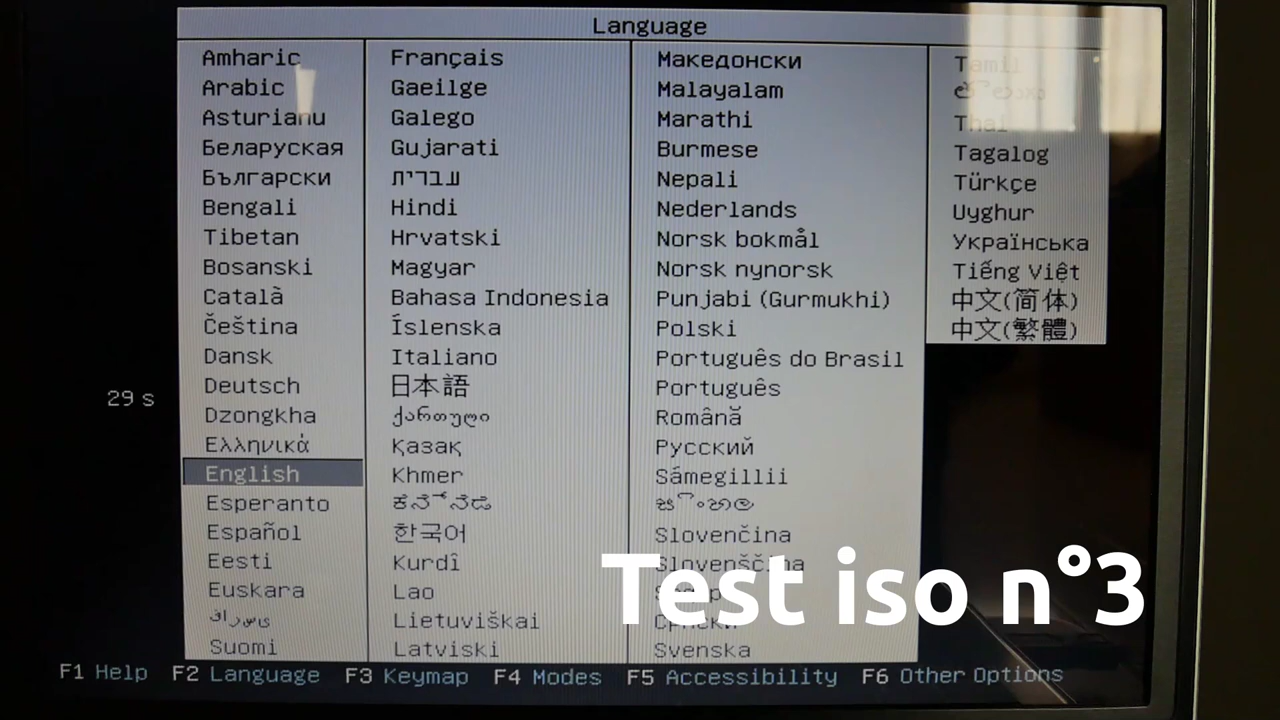 Language
Amharic
Arabic
Asturianu
Беларуская
Български
Bengali
Tibetan
Bosanski
Català
Čeština
Dansk
Deutsch
Dzongkha
Ελληνικά
English
Esperanto
Español
Eesti
Euskara
Suomi
Français
Gaeilge
Galego
Gujarati
עברית
Hindi
Hrvatski
Magyar
Bahasa Indonesia
Íslenska
Italiano
日本語
ქართული
Қазақ
Khmer
한국어
Kurdî
Lao
Lietuviškai
Latviski
Македонски
Malayalam
Marathi
Burmese
Nepali
Nederlands
Norsk bokmål
Norsk nynorsk
Punjabi (Gurmukhi)
Polski
Português do Brasil
Português
Română
Русский
Sámegillii
Slovenčina
Slovenščina
Српски
Svenska
Tamil
Thai
Tagalog
Türkçe
Uyghur
Українська
Tiếng Việt
中文(简体)
中文(繁體)
29 s
Test iso n°3
F1 Help F2 Language F3 Keymap F4 Modes F5 Accessibility F6 Other Options